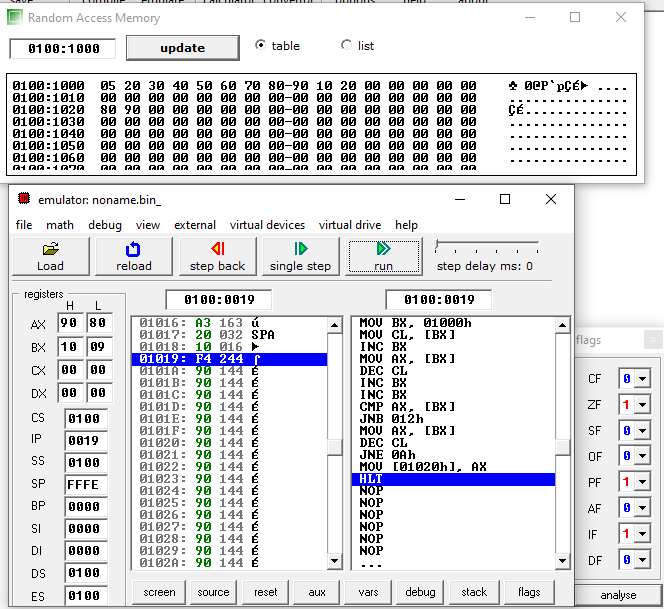 save compile emulate calculator convertor options help about
Random Access Memory
0100:1000 update table list
0100:1000 05 20 30 40 50 60 70 80-90 10 20 00 00 00 00 00 ♣ 0@P`pÇÉ► ....
0100:1010 00 00 00 00 00 00 00 00-00 00 00 00 00 00 00 00 ................
0100:1020 80 90 00 00 00 00 00 00-00 00 00 00 00 00 00 00 ÇÉ..............
0100:1030 00 00 00 00 00 00 00 00-00 00 00 00 00 00 00 00 ................
0100:1040 00 00 00 00 00 00 00 00-00 00 00 00 00 00 00 00 ................
0100:1050 00 00 00 00 00 00 00 00-00 00 00 00 00 00 00 00 ................
0100:1060 00 00 00 00 00 00 00 00-00 00 00 00 00 00 00 00 ................
emulator: noname.bin_
file math debug view external virtual devices virtual drive help
Load reload step back single step run step delay ms: 0
registers
H L
AX 90 80
BX 10 09
CX 00 00
DX 00 00
CS 0100
IP 0019
SS 0100
SP FFFE
BP 0000
SI 0000
DI 0000
DS 0100
ES 0100
0100:0019
01016: A3 163 ú
01017: 20 032 SPA
01018: 10 016 ►
01019: F4 244 ⌠
0101A: 90 144 É
0101B: 90 144 É
0101C: 90 144 É
0101D: 90 144 É
0101E: 90 144 É
0101F: 90 144 É
01020: 90 144 É
01021: 90 144 É
01022: 90 144 É
01023: 90 144 É
01024: 90 144 É
01025: 90 144 É
01026: 90 144 É
01027: 90 144 É
01028: 90 144 É
01029: 90 144 É
0102A: 90 144 É
0100:0019
MOV BX, 01000h
MOV CL, [BX]
INC BX
MOV AX, [BX]
DEC CL
INC BX
INC BX
CMP AX, [BX]
JNB 012h
MOV AX, [BX]
DEC CL
JNE 0Ah
MOV [01020h], AX
HLT
NOP
NOP
NOP
NOP
NOP
NOP
...
screen source reset aux vars debug stack flags
flags
CF 0
ZF 1
SF 0
OF 0
PF 1
AF 0
IF 1
DF 0
analyse